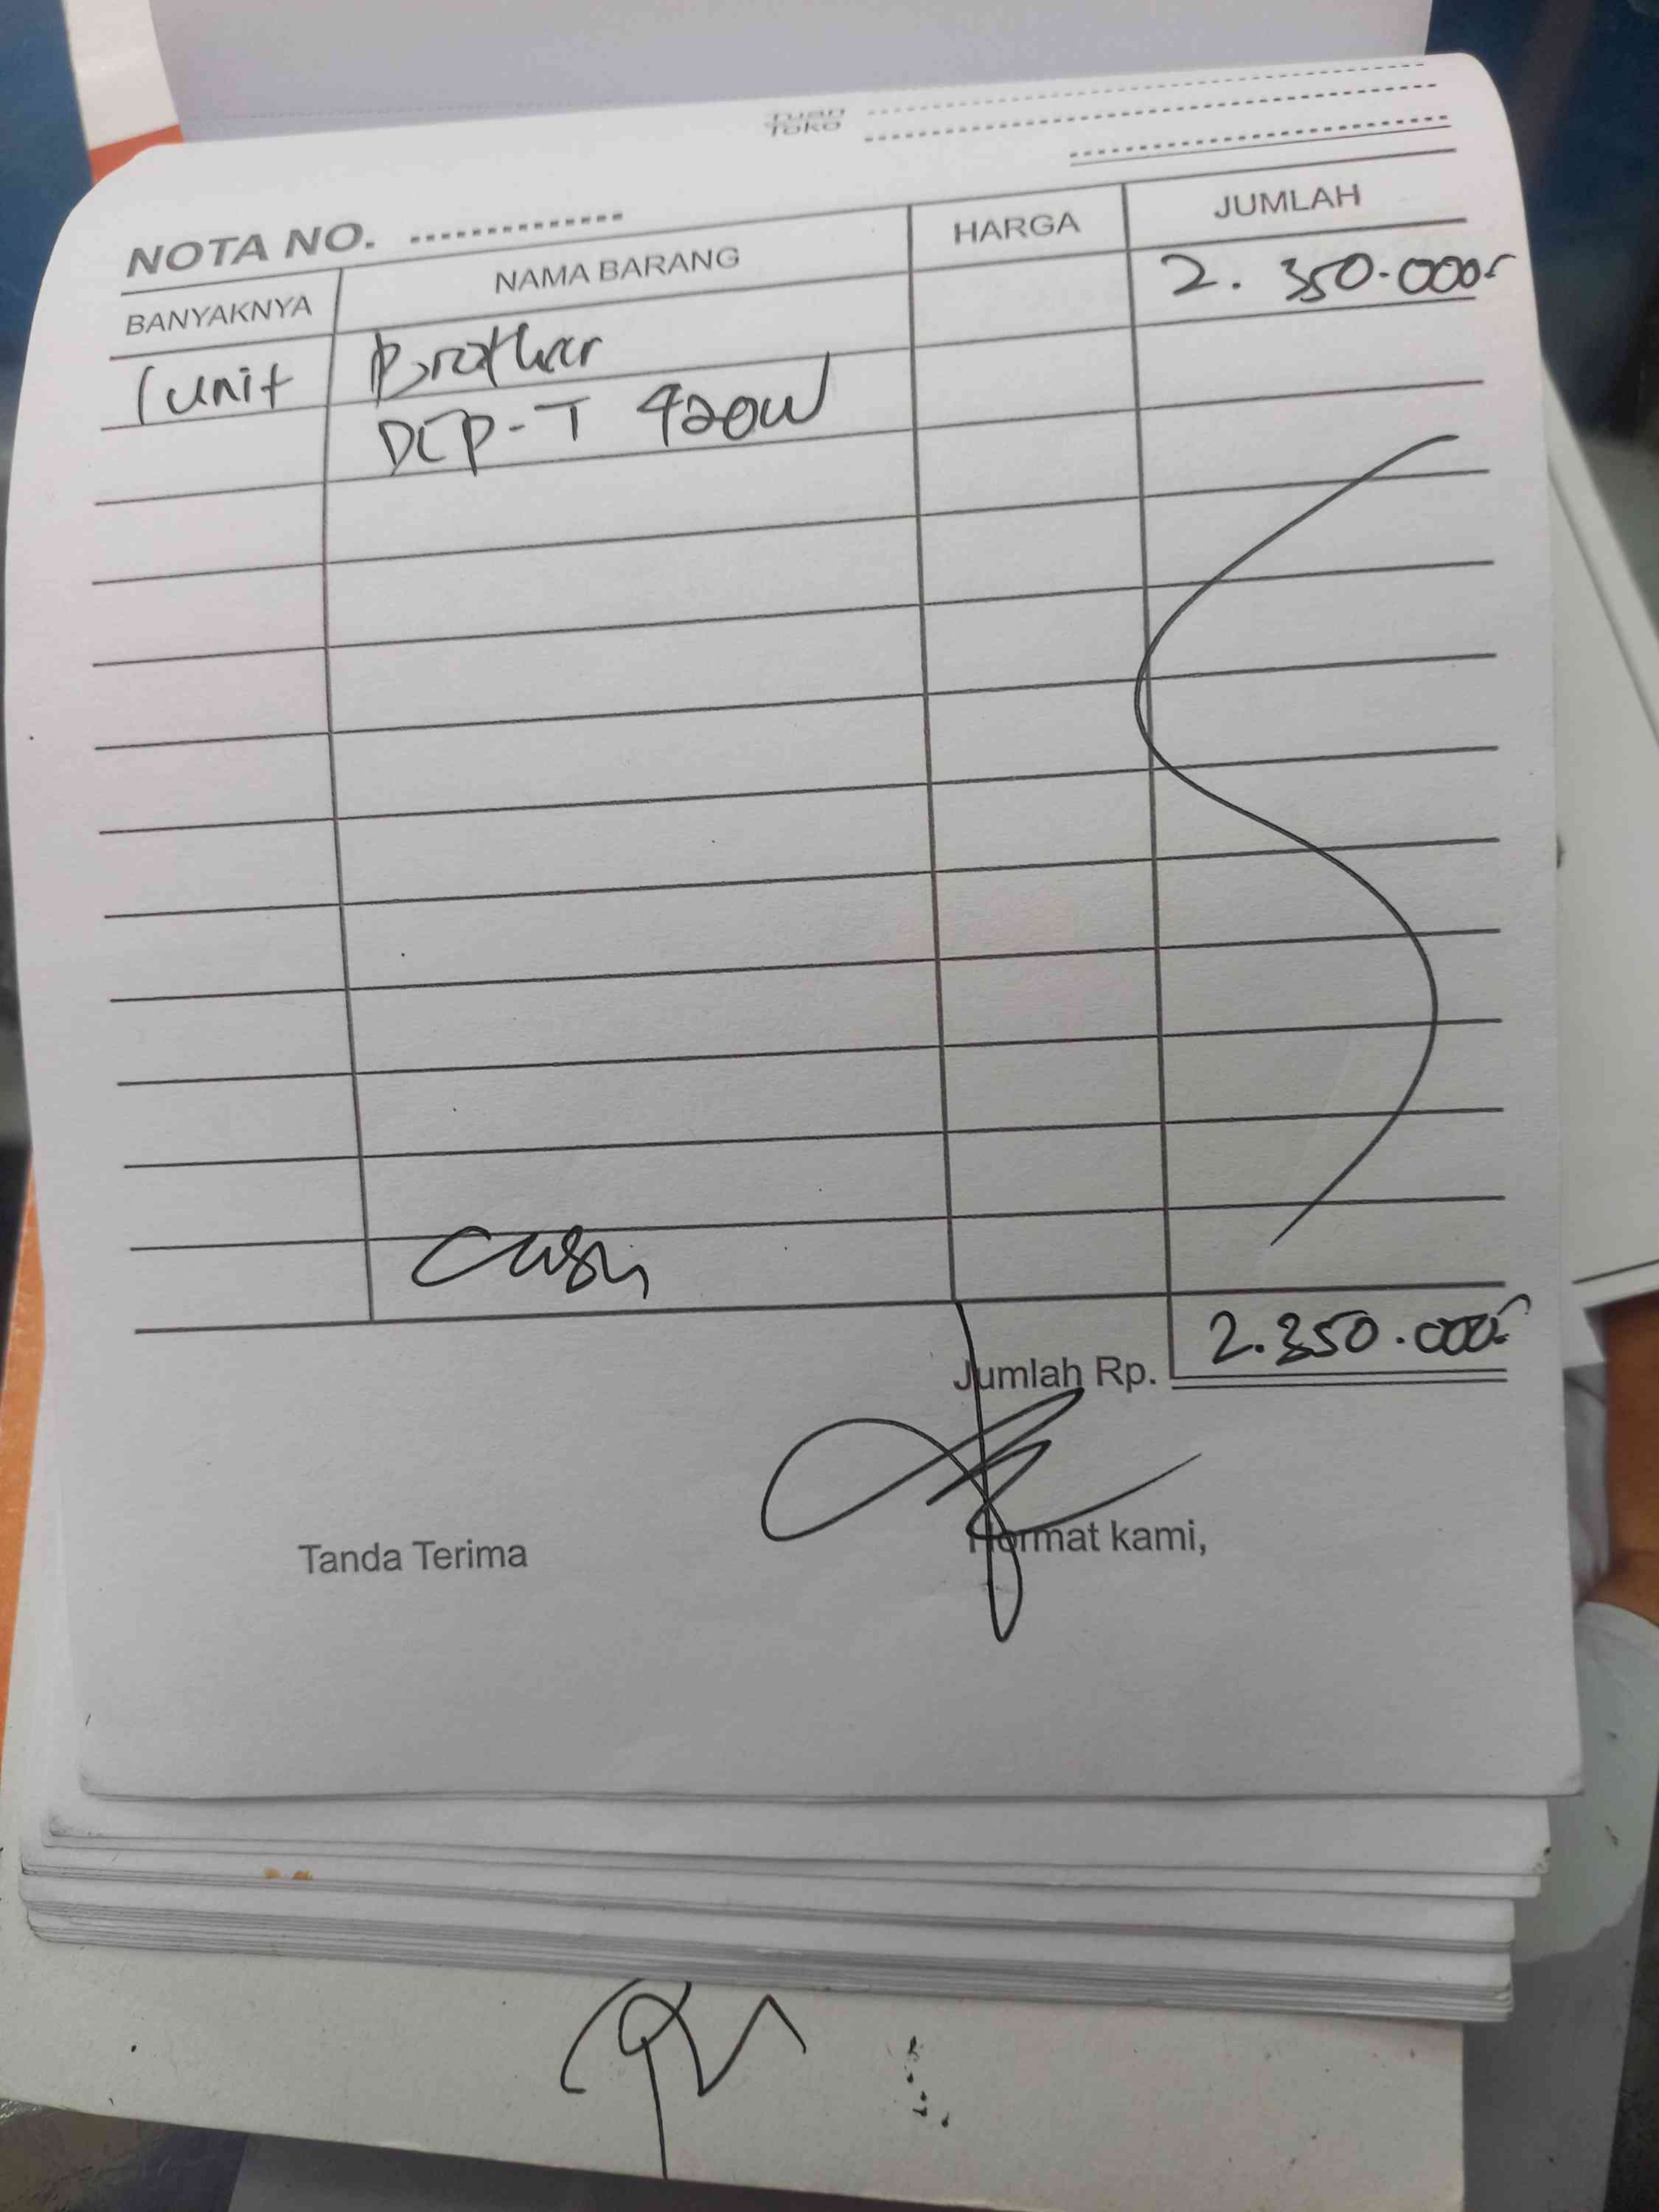 Tuan
Toko
NOTA NO. ..............
BANYAKNYA NAMA BARANG HARGA JUMLAH
1 unit Brother 2.350.000,-
DCP-T 420W
Cash
Jumlah Rp. 2.350.000,-
Tanda Terima Hormat kami,